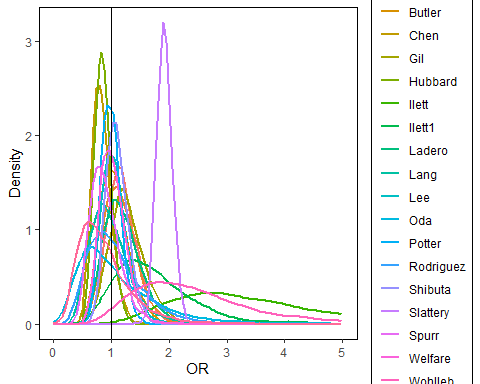 Density
3
2
1
0
0
1
2
3
4
5
OR
Butler
Chen
Gil
Hubbard
Ilett
Ilett1
Ladero
Lang
Lee
Oda
Potter
Rodriguez
Shibuta
Slattery
Spurr
Welfare
Wohlleb